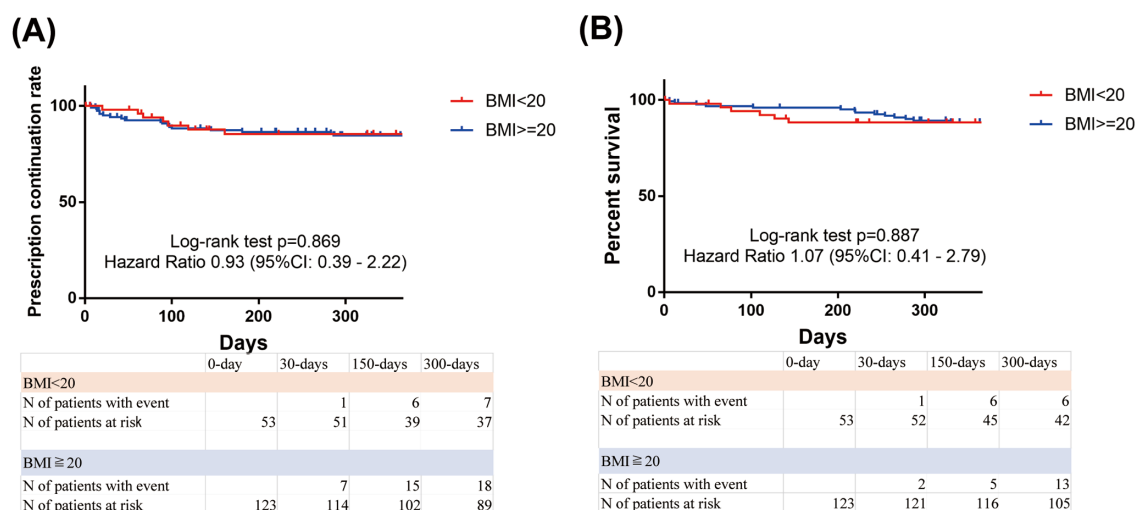 (A)
Prescription continuation rate
100
50
0
0 100 200 300
Days
BMI<20
BMI>=20
Log-rank test p=0.869
Hazard Ratio 0.93 (95%CI: 0.39 - 2.22)
0-day 30-days 150-days 300-days
BMI<20
N of patients with event 1 6 7
N of patients at risk 53 51 39 37
BMI≧20
N of patients with event 7 15 18
N of patients at risk 123 114 102 89
(B)
Percent survival
100
50
0
0 100 200 300
Days
BMI<20
BMI>=20
Log-rank test p=0.887
Hazard Ratio 1.07 (95%CI: 0.41 - 2.79)
0-day 30-days 150-days 300-days
BMI<20
N of patients with event 1 6 6
N of patients at risk 53 52 45 42
BMI≧20
N of patients with event 2 5 13
N of patients at risk 123 121 116 105